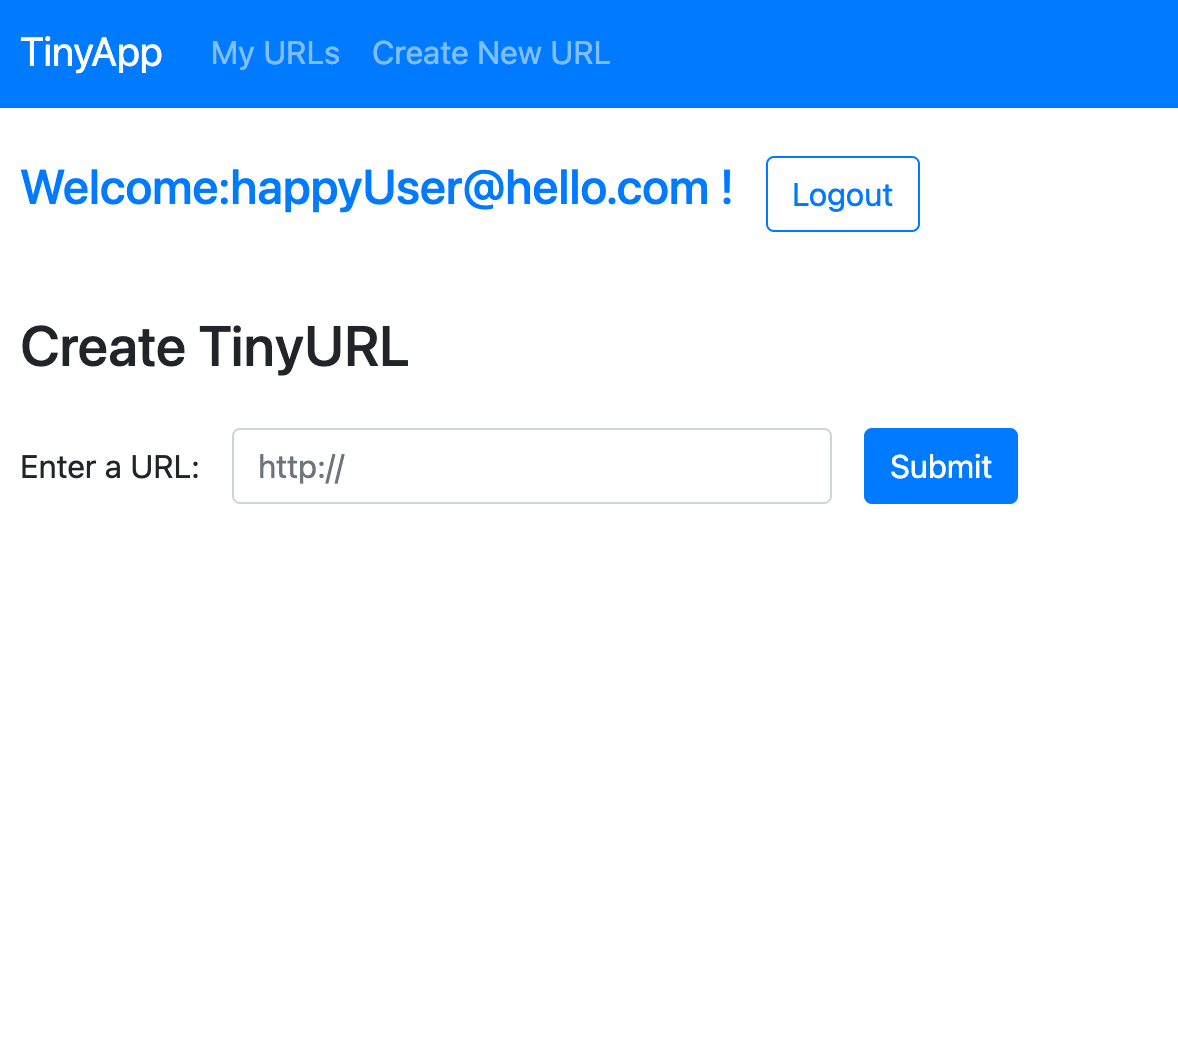 TinyApp My URLs Create New URL
Welcome:happyUser@hello.com ! Logout
Create TinyURL
Enter a URL: http:// Submit